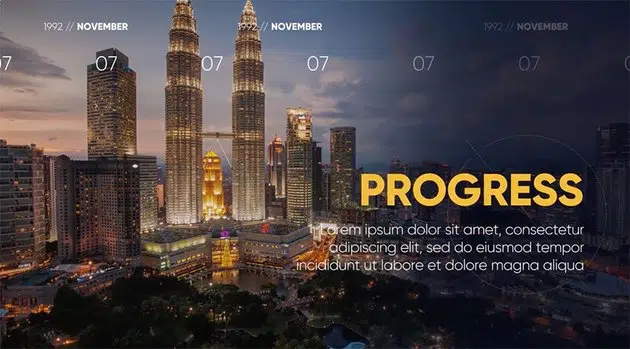 1992 // NOVEMBER 1992 // NOVEMBER 1992 // NOVEMBER
07 07 07 07 07 07 0
PROGRESS
Lorem ipsum dolor sit amet, consectetur
adipiscing elit, sed do eiusmod tempor
incididunt ut labore et dolore magna aliqua